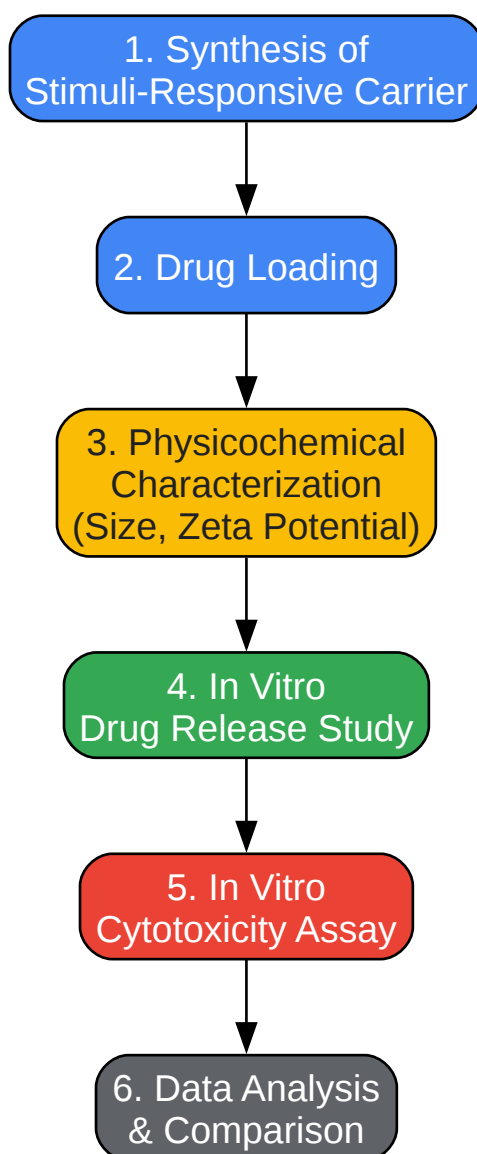 1. Synthesis of
Stimuli-Responsive Carrier
2. Drug Loading
3. Physicochemical
Characterization
(Size, Zeta Potential)
4. In Vitro
Drug Release Study
5. In Vitro
Cytotoxicity Assay
6. Data Analysis
& Comparison